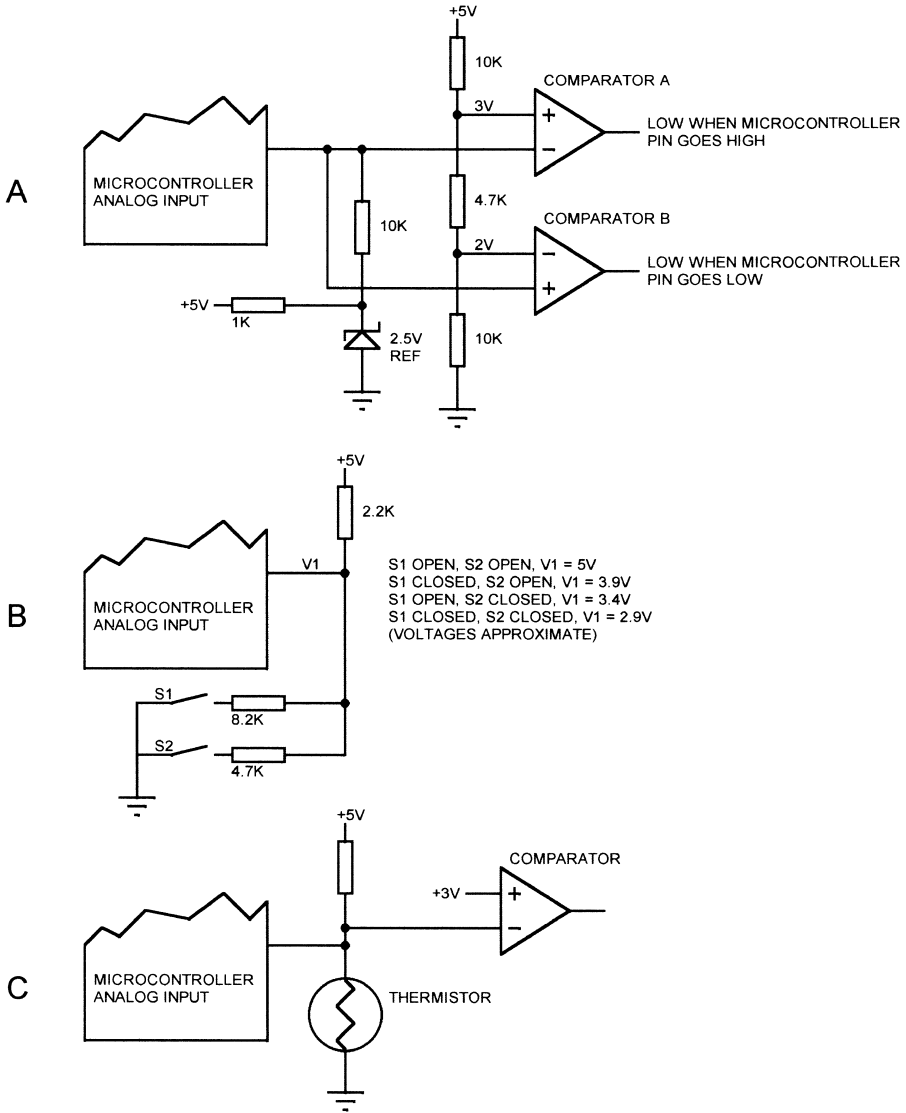 +5V
10K
COMPARATOR A
3V
+
−
LOW WHEN MICROCONTROLLER
PIN GOES HIGH
A
MICROCONTROLLER
ANALOG INPUT
10K
4.7K
COMPARATOR B
2V
−
+
LOW WHEN MICROCONTROLLER
PIN GOES LOW
+5V
1K
2.5V
REF
10K
+5V
2.2K
V1
S1 OPEN, S2 OPEN, V1 = 5V
S1 CLOSED, S2 OPEN, V1 = 3.9V
S1 OPEN, S2 CLOSED, V1 = 3.4V
S1 CLOSED, S2 CLOSED, V1 = 2.9V
(VOLTAGES APPROXIMATE)
B
MICROCONTROLLER
ANALOG INPUT
S1
8.2K
S2
4.7K
+5V
COMPARATOR
+3V
+
−
C
MICROCONTROLLER
ANALOG INPUT
THERMISTOR